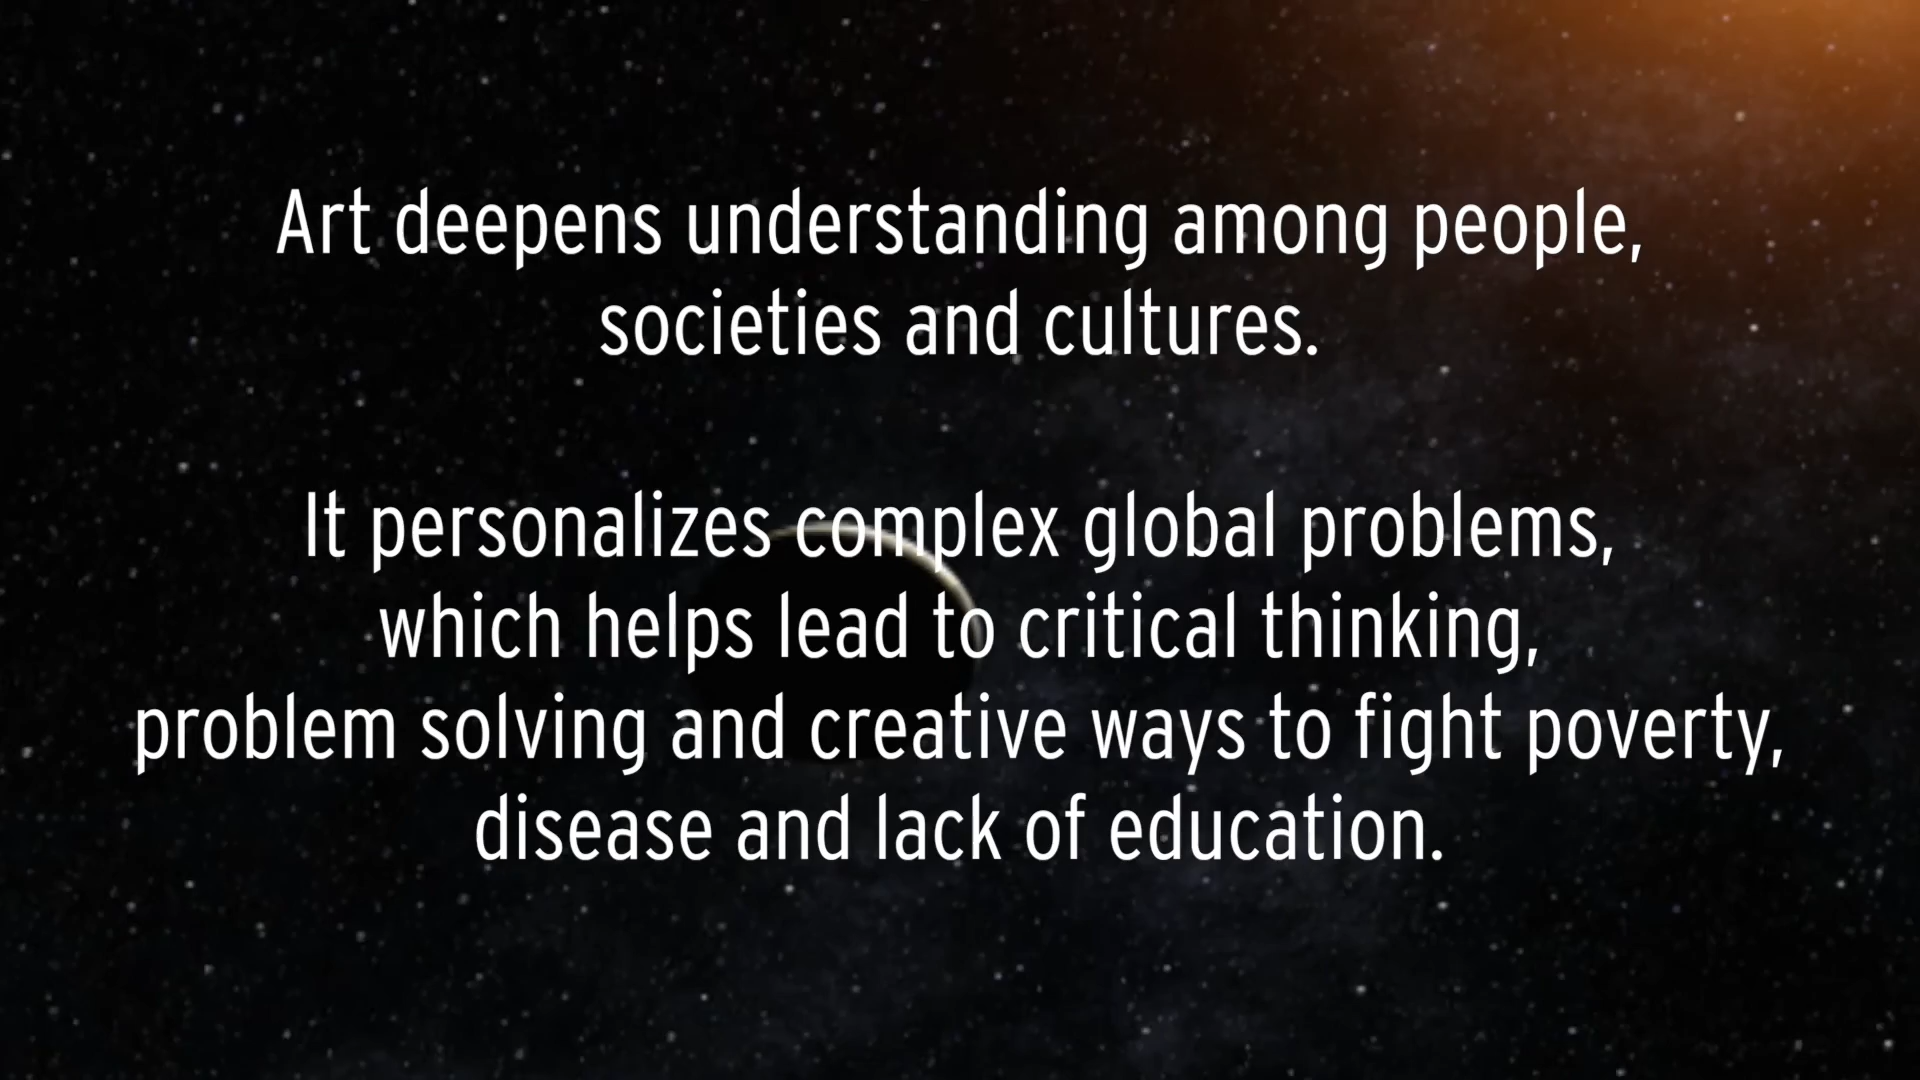 Art deepens understanding among people,
societies and cultures.
It personalizes complex global problems,
which helps lead to critical thinking,
problem solving and creative ways to fight poverty,
disease and lack of education.